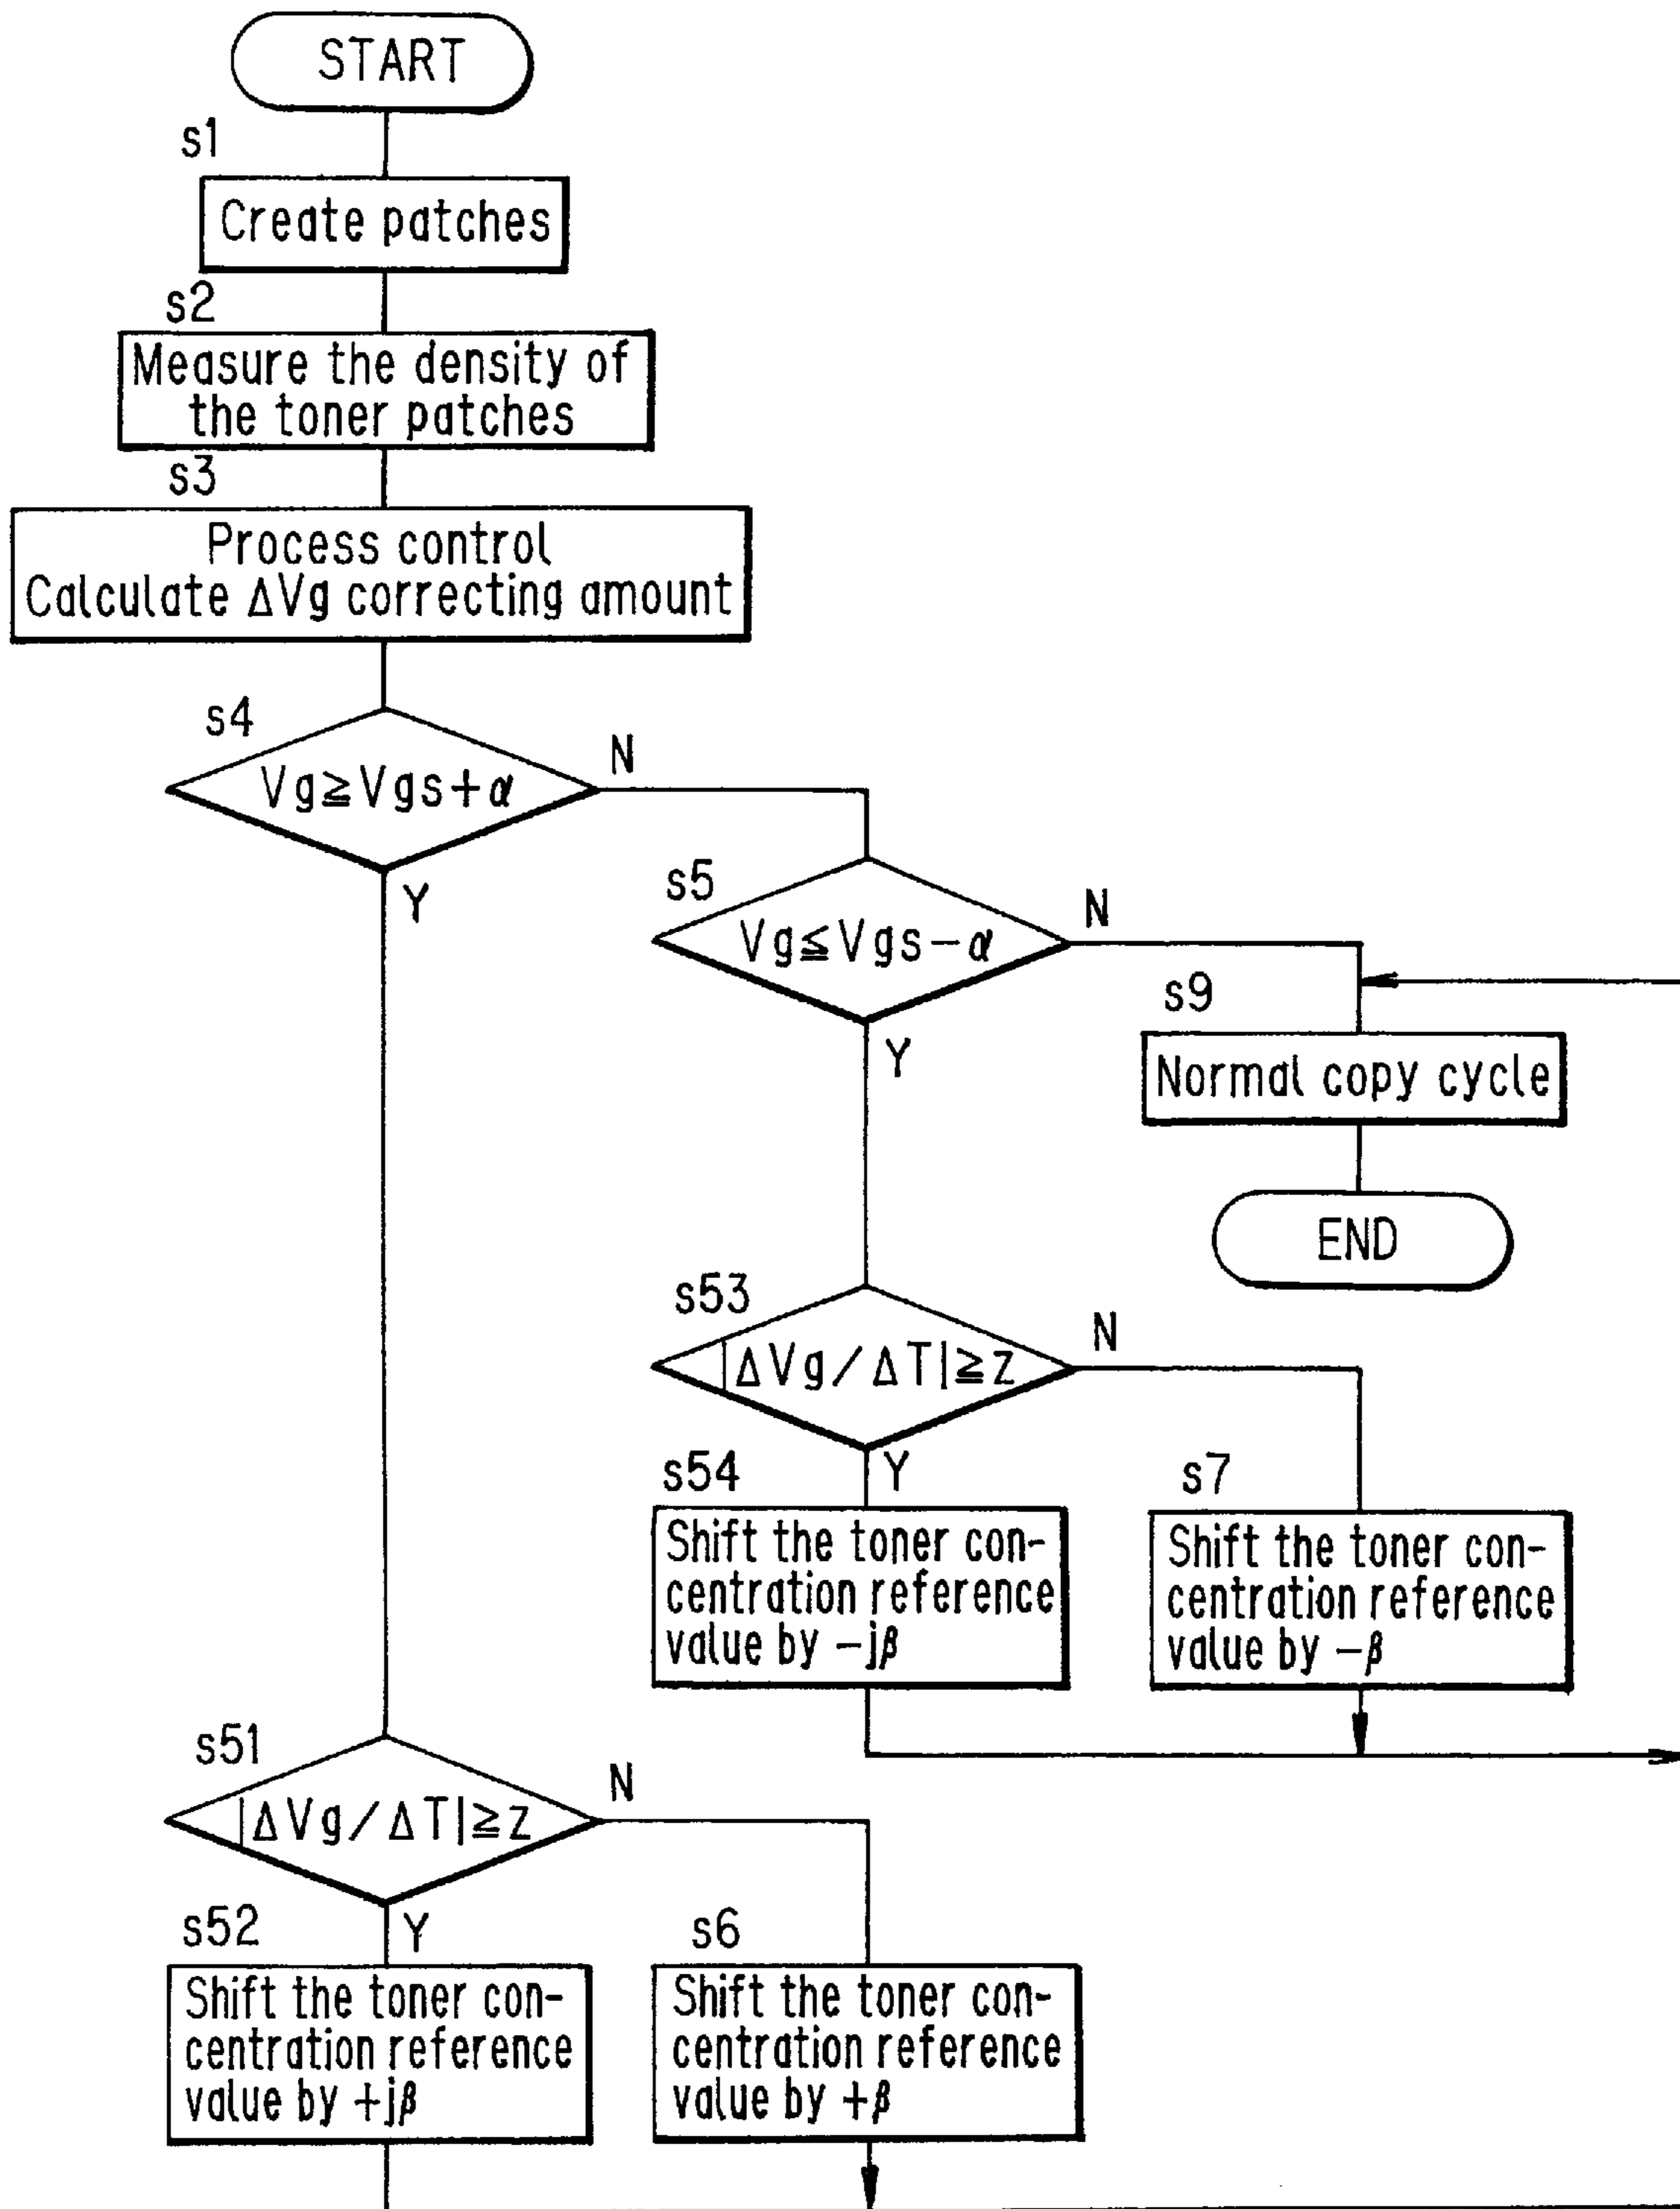 START
s1
Create patches
s2
Measure the density of
the toner patches
s3
Process control
Calculate ΔVg correcting amount
s4
Vg≧Vgs+α
N
Y
s5
Vg≦Vgs−α
N
Y
s9
Normal copy cycle
END
s53
|ΔVg/ΔT|≧z
N
Y
s54
Shift the toner con-
centration reference
value by −jβ
s7
Shift the toner con-
centration reference
value by −β
s51
|ΔVg/ΔT|≧z
N
Y
s52
Shift the toner con-
centration reference
value by +jβ
s6
Shift the toner con-
centration reference
value by +β